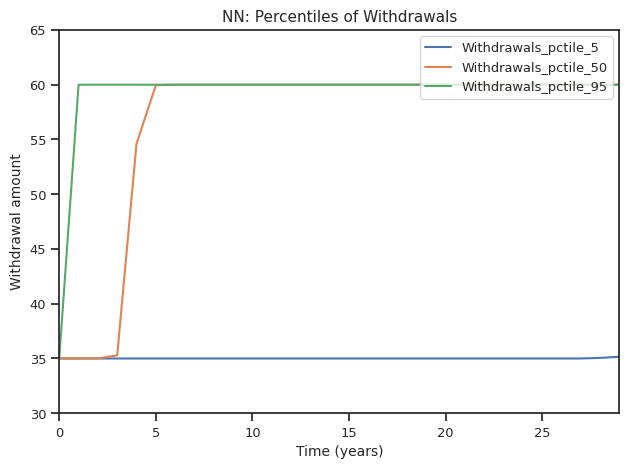 NN: Percentiles of Withdrawals
65
60
55
50
45
40
35
30
Withdrawal amount
Withdrawals_pctile_5
Withdrawals_pctile_50
Withdrawals_pctile_95
0 5 10 15 20 25
Time (years)